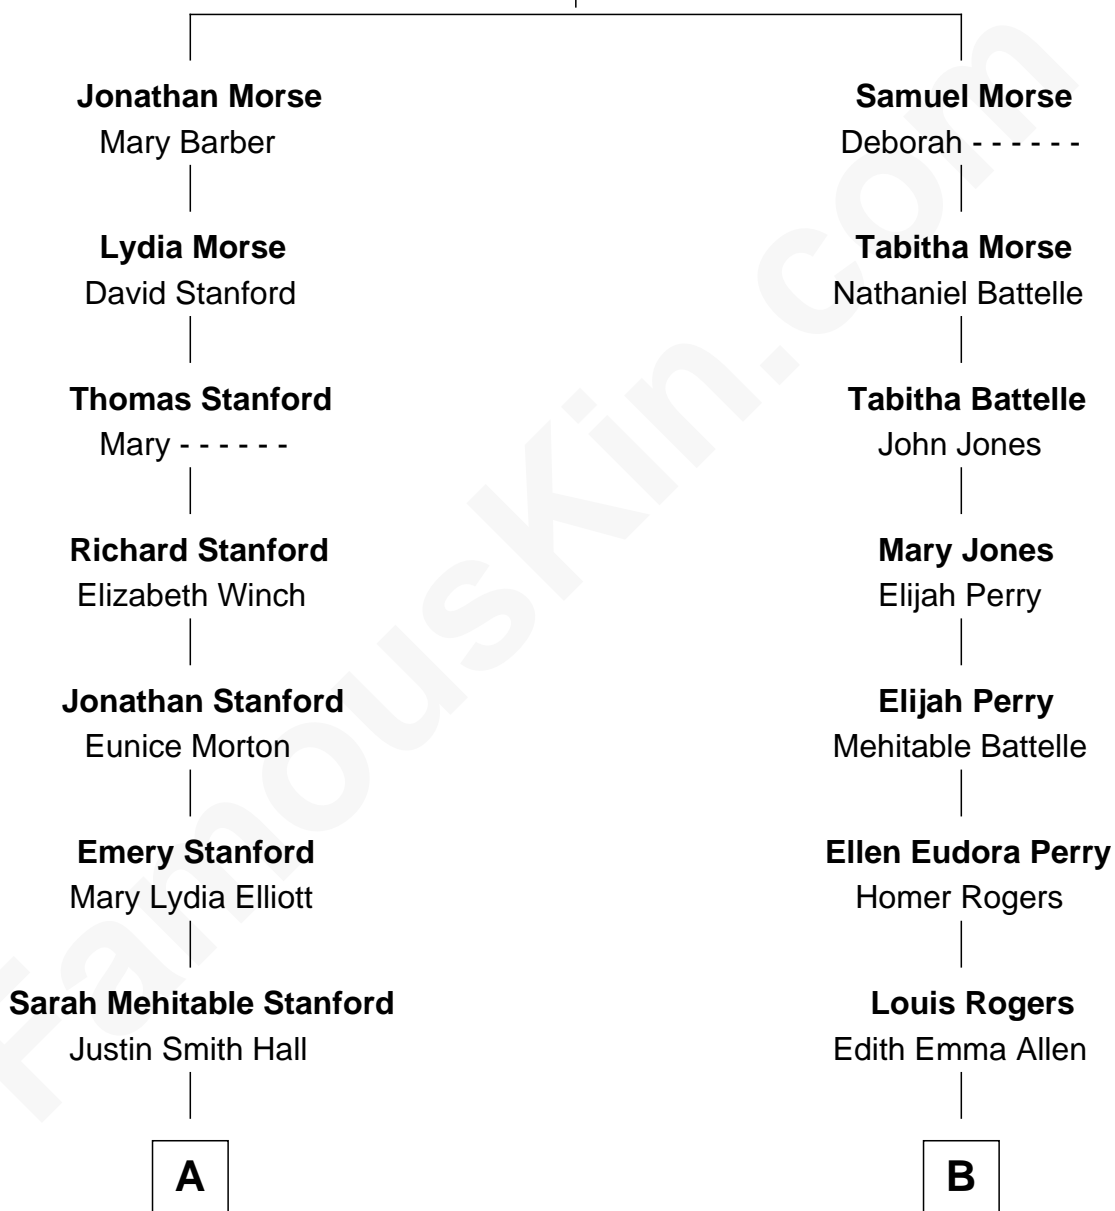 Jonathan Morse
Mary Barber
Samuel Morse
Deborah - - - - - -
Lydia Morse
David Stanford
Tabitha Morse
Nathaniel Battelle
Thomas Stanford
Mary - - - - - -
Tabitha Battelle
John Jones
Richard Stanford
Elizabeth Winch
Mary Jones
Elijah Perry
Jonathan Stanford
Eunice Morton
Elijah Perry
Mehitable Battelle
Emery Stanford
Mary Lydia Elliott
Ellen Eudora Perry
Homer Rogers
Sarah Mehitable Stanford
Justin Smith Hall
Louis Rogers
Edith Emma Allen
A
B
FamousKin.com